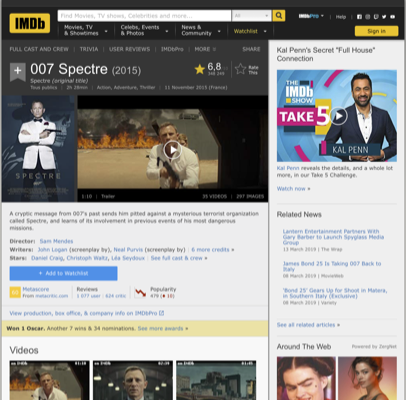 IMDb
Find Movies, TV shows, Celebrities and more...
All
IMDbPro
Help
Movies, TV & Showtimes
Celebs, Events & Photos
News & Community
Watchlist
Sign in
FULL CAST AND CREW | TRIVIA | USER REVIEWS | IMDbPro | MORE
SHARE
007 Spectre (2015)
Spectre (original title)
Tous publics | 2h 28min | Action, Adventure, Thriller | 11 November 2015 (France)
6,8
Rate This
SPECTRE
1:10 | Trailer
35 VIDEOS | 297 IMAGES
A cryptic message from 007's past sends him pitted against a mysterious terrorist organization
called Spectre, and learns of its involvement in previous events of his most dangerous
missions.
Director: Sam Mendes
Writers: John Logan (screenplay by), Neal Purvis (screenplay by) | 6 more credits »
Stars: Daniel Craig, Christoph Waltz, Léa Seydoux | See full cast & crew »
+ Add to Watchlist
Metascore
From metacritic.com
Reviews
1 077 user | 624 critic
Popularity
View production, box office, & company info on IMDbPro
Won 1 Oscar. Another 7 wins & 34 nominations. See more awards »
Videos
Kal Penn's Secret "Full House"
Connection
THE IMDb SHOW
TAKE 5
KAL PENN
Kal Penn reveals the details, and a whole lot
more, in our Take 5 Challenge.
Watch now »
Related News
Lantern Entertainment Partners With
Gary Barber to Launch Spyglass Media
Group
13 March 2019 | The Wrap
James Bond 25 Is Taking 007 Back to
Italy
08 March 2019 | MovieWeb
'Bond 25' Gears Up for Shoot in Matera,
in Southern Italy (Exclusive)
08 March 2019 | Variety
See all related articles »
Around The Web
Powered by ZergNet